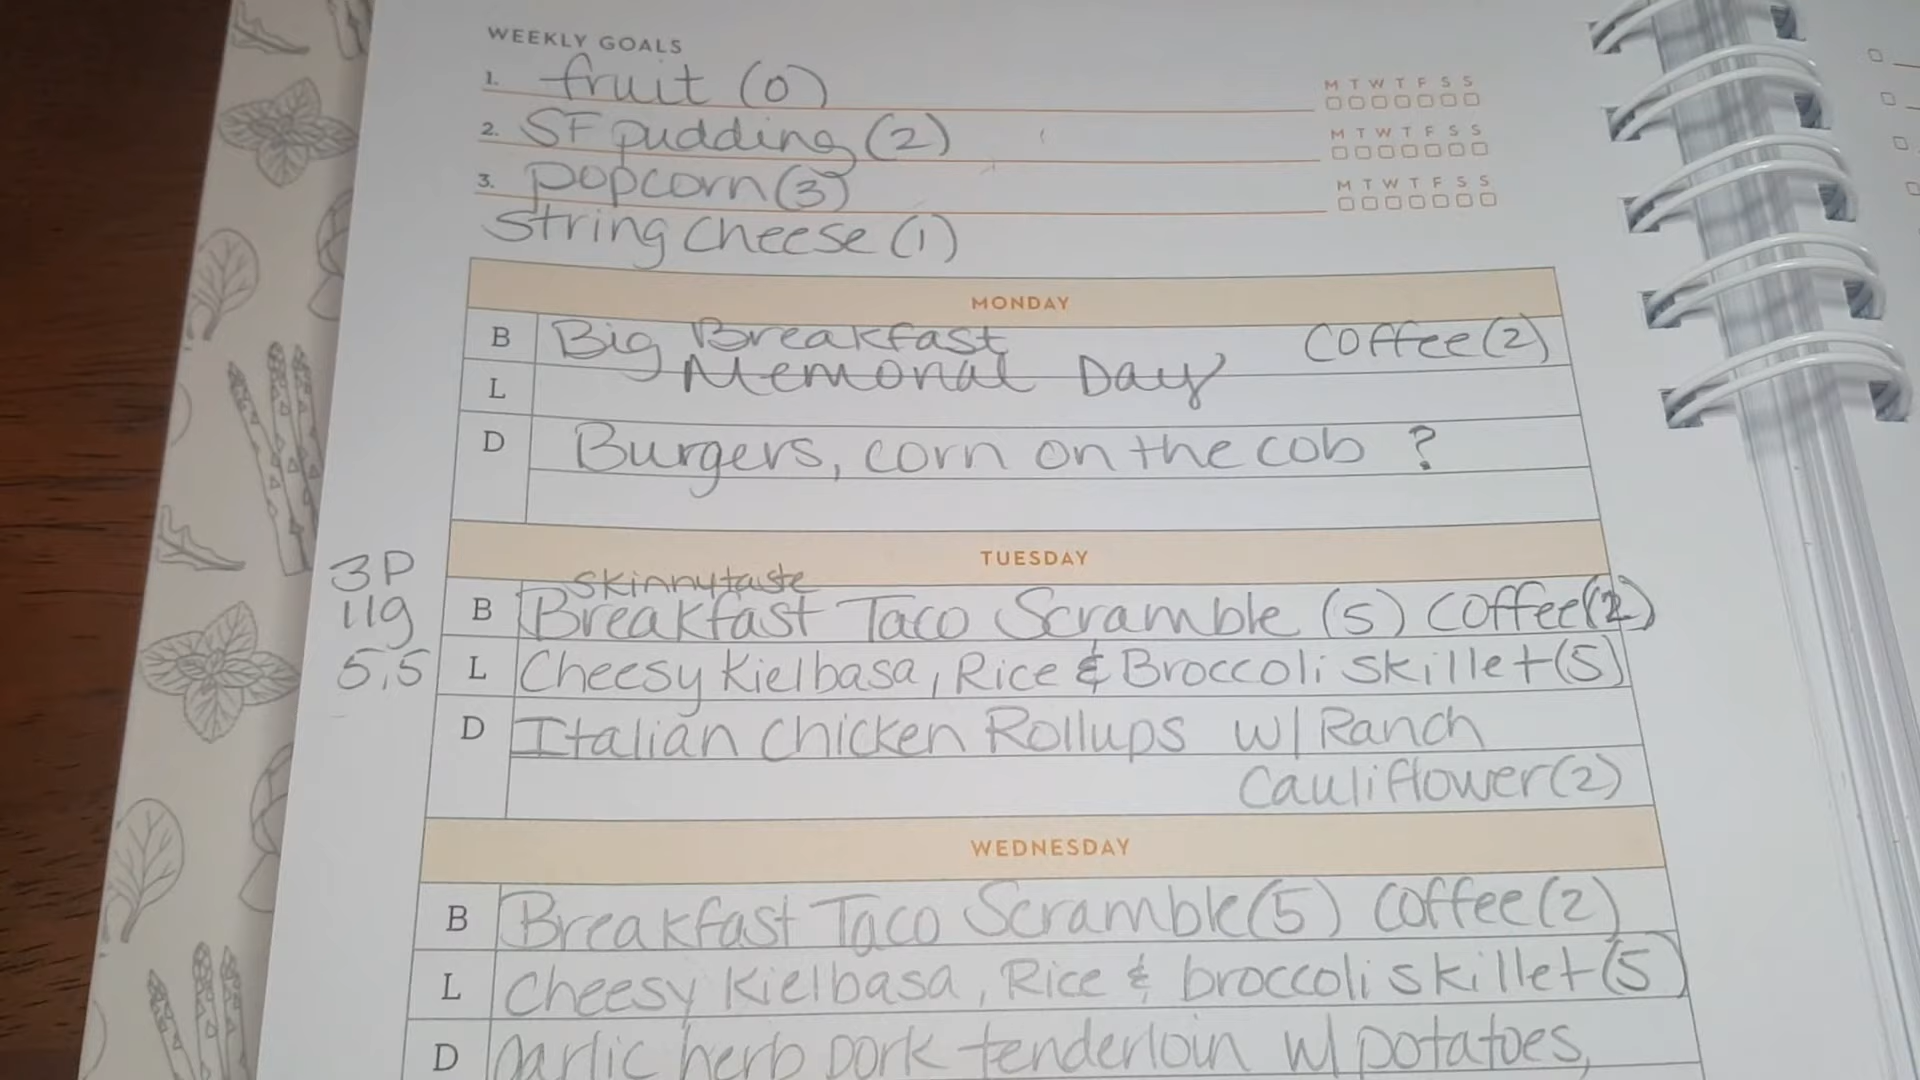 WEEKLY GOALS
1. fruit (0)
M T W T F S S
2. SF pudding (2)
M T W T F S S
3. popcorn (3)
M T W T F S S
String cheese (1)
MONDAY
B Big Breakfast Coffee (2)
Memorial Day
L
D Burgers, corn on the cob ?
TUESDAY
3P
11g
5,5
skinnytaste
B Breakfast Taco Scramble (5) Coffee (2)
L Cheesy Kielbasa, Rice & Broccoli skillet (5)
D Italian Chicken Rollups w/ Ranch
Cauliflower (2)
WEDNESDAY
B Breakfast Taco Scramble (5) Coffee (2)
L Cheesy Kielbasa, Rice & broccoli skillet (5)
D garlic herb pork tenderloin w/ potatoes,